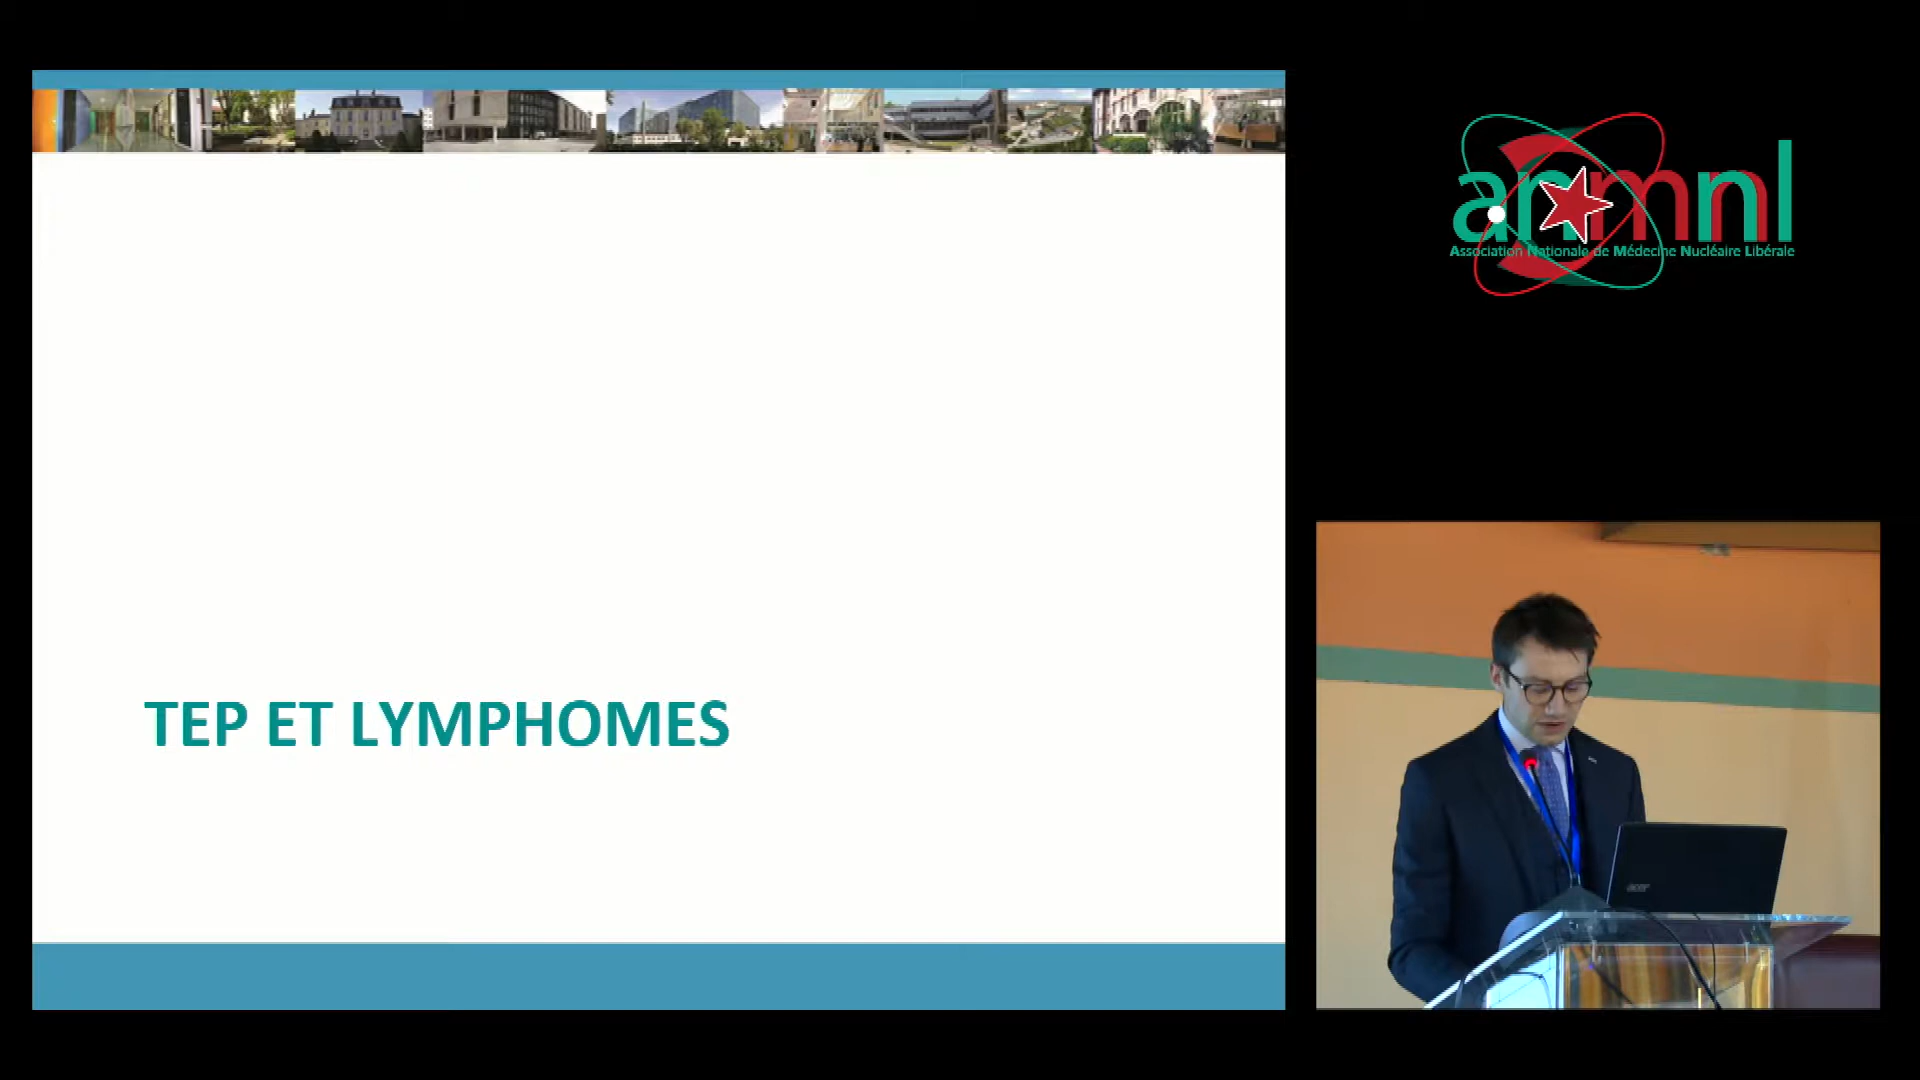 TEP ET LYMPHOMES
anmnl
Association Nationale de Médecine Nucléaire Libérale
acer